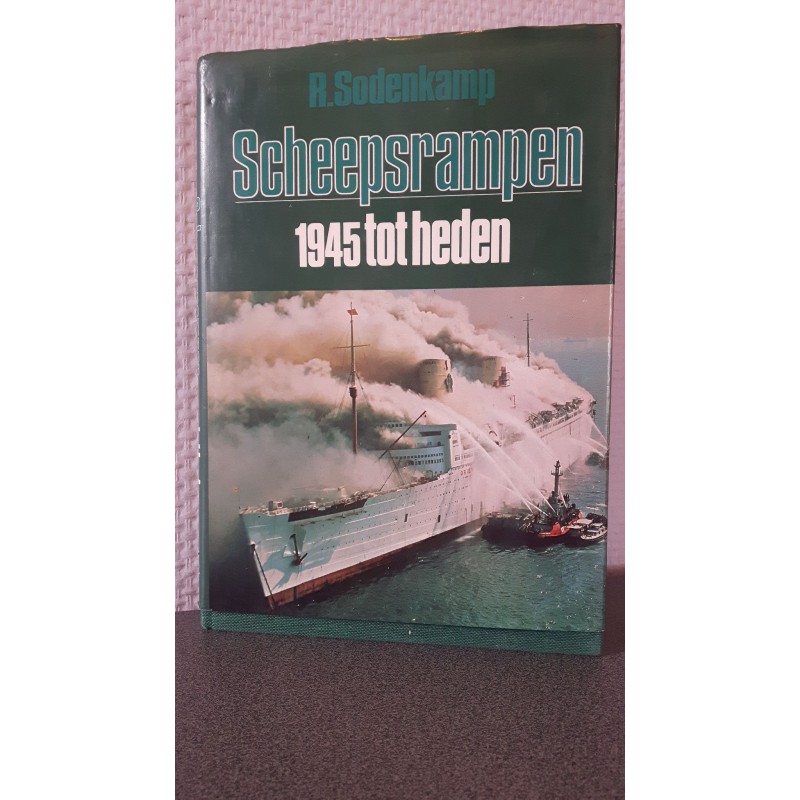 R. Sodenkamp
Scheepsrampen
1945 tot heden